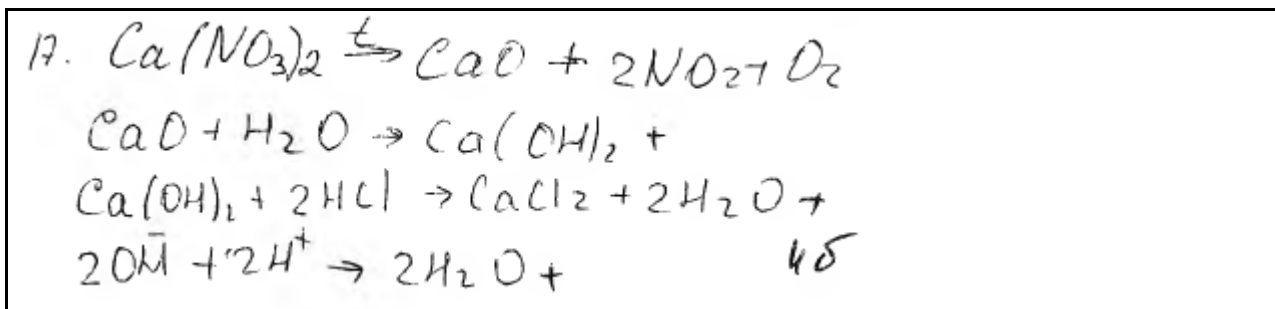 17. Ca(NO₃)₂ t→ CaO + 2NO₂ + O₂
CaO + H₂O → Ca(OH)₂ +
Ca(OH)₂ + 2HCl → CaCl₂ + 2H₂O +
2OH⁻ + 2H⁺ → 2H₂O +
4б